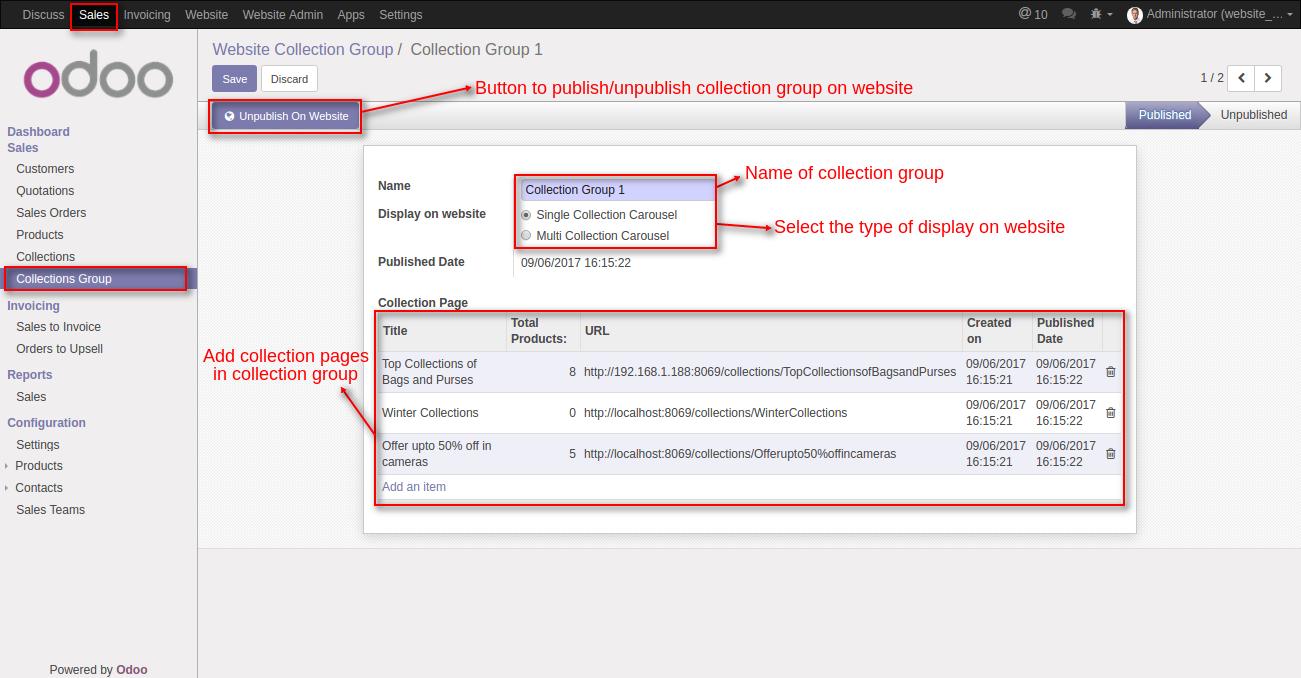 Discuss Sales Invoicing Website Website Admin Apps Settings @ 10 Administrator (website_...
odoo
Website Collection Group / Collection Group 1
Save Discard
1 / 2
Button to publish/unpublish collection group on website
Unpublish On Website
Published Unpublished
Dashboard
Sales
Customers
Quotations
Sales Orders
Products
Collections
Collections Group
Invoicing
Sales to Invoice
Orders to Upsell
Reports
Sales
Configuration
Settings
Products
Contacts
Sales Teams
Powered by Odoo
Name
Collection Group 1
Name of collection group
Display on website
Single Collection Carousel
Multi Collection Carousel
Select the type of display on website
Published Date
09/06/2017 16:15:22
Collection Page
Add collection pages
in collection group
Title
Total
Products:
URL
Created
on
Published
Date
Top Collections of
Bags and Purses
8
http://192.168.1.188:8069/collections/TopCollectionsofBagsandPurses
09/06/2017
16:15:21
09/06/2017
16:15:22
Winter Collections
0
http://localhost:8069/collections/WinterCollections
09/06/2017
16:15:21
09/06/2017
16:15:22
Offer upto 50% off in
cameras
5
http://localhost:8069/collections/Offerupto50%offincameras
09/06/2017
16:15:21
09/06/2017
16:15:22
Add an item